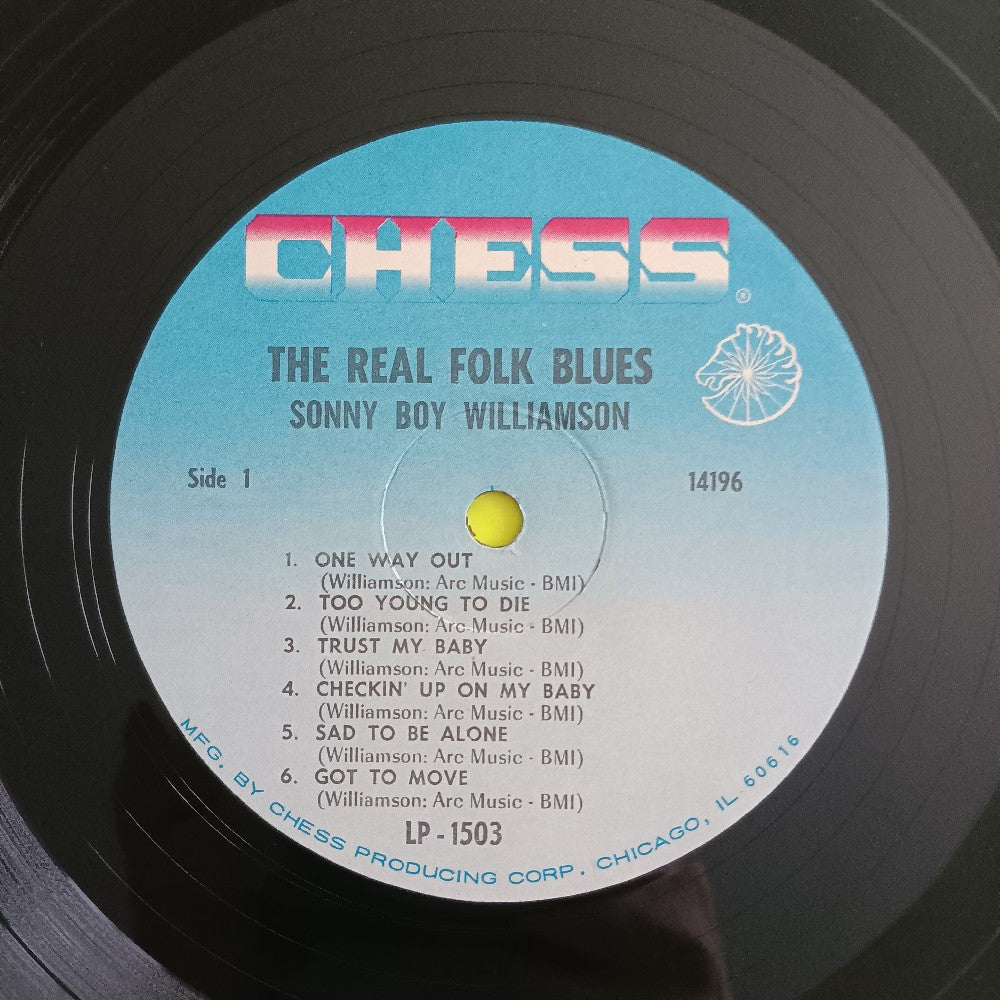 CHESS
®
THE REAL FOLK BLUES
SONNY BOY WILLIAMSON
Side 1
14196
1. ONE WAY OUT
(Williamson: Arc Music - BMI)
2. TOO YOUNG TO DIE
(Williamson: Arc Music - BMI)
3. TRUST MY BABY
(Williamson: Arc Music - BMI)
4. CHECKIN' UP ON MY BABY
(Williamson: Arc Music - BMI)
5. SAD TO BE ALONE
(Williamson: Arc Music - BMI)
6. GOT TO MOVE
(Williamson: Arc Music - BMI)
LP - 1503
MFG. BY CHESS PRODUCING CORP. CHICAGO, IL 60616